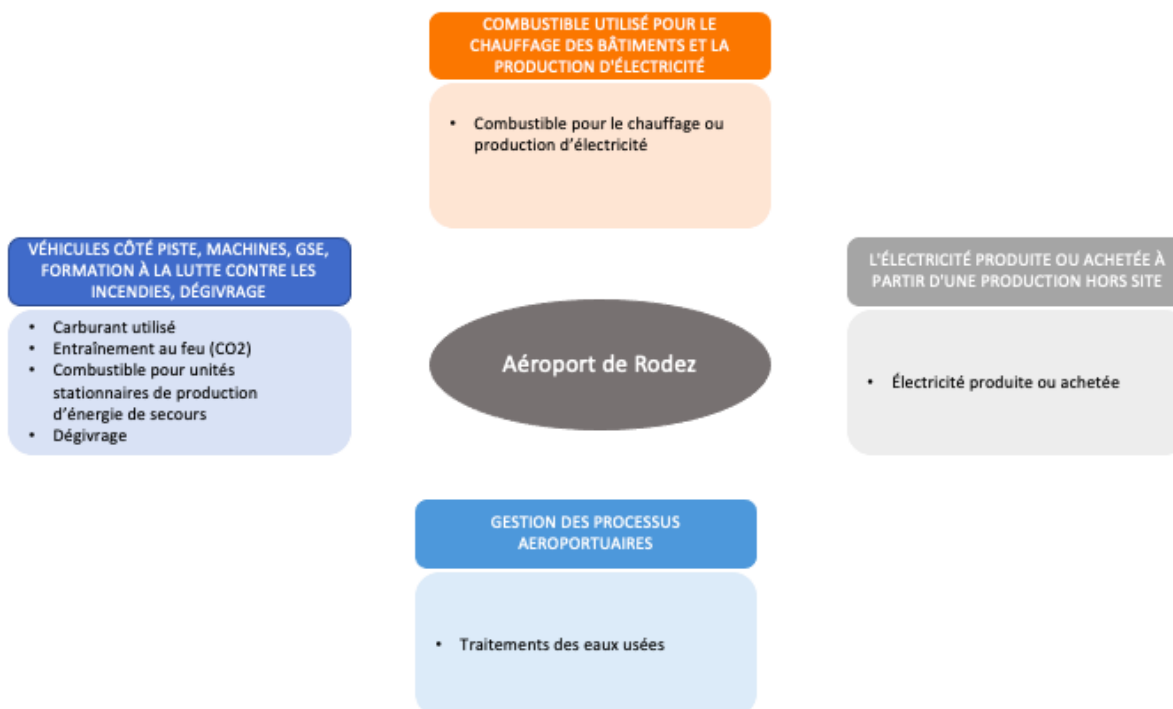 COMBUSTIBLE UTILISÉ POUR LE
CHAUFFAGE DES BÂTIMENTS ET LA
PRODUCTION D'ÉLECTRICITÉ
• Combustible pour le chauffage ou
production d'électricité
VÉHICULES CÔTÉ PISTE, MACHINES, GSE,
FORMATION À LA LUTTE CONTRE LES
INCENDIES, DÉGIVRAGE
• Carburant utilisé
• Entraînement au feu (CO2)
• Combustible pour unités
stationnaires de production
d'énergie de secours
• Dégivrage
Aéroport de Rodez
L'ÉLECTRICITÉ PRODUITE OU ACHETÉE À
PARTIR D'UNE PRODUCTION HORS SITE
• Électricité produite ou achetée
GESTION DES PROCESSUS
AEROPORTUAIRES
• Traitements des eaux usées